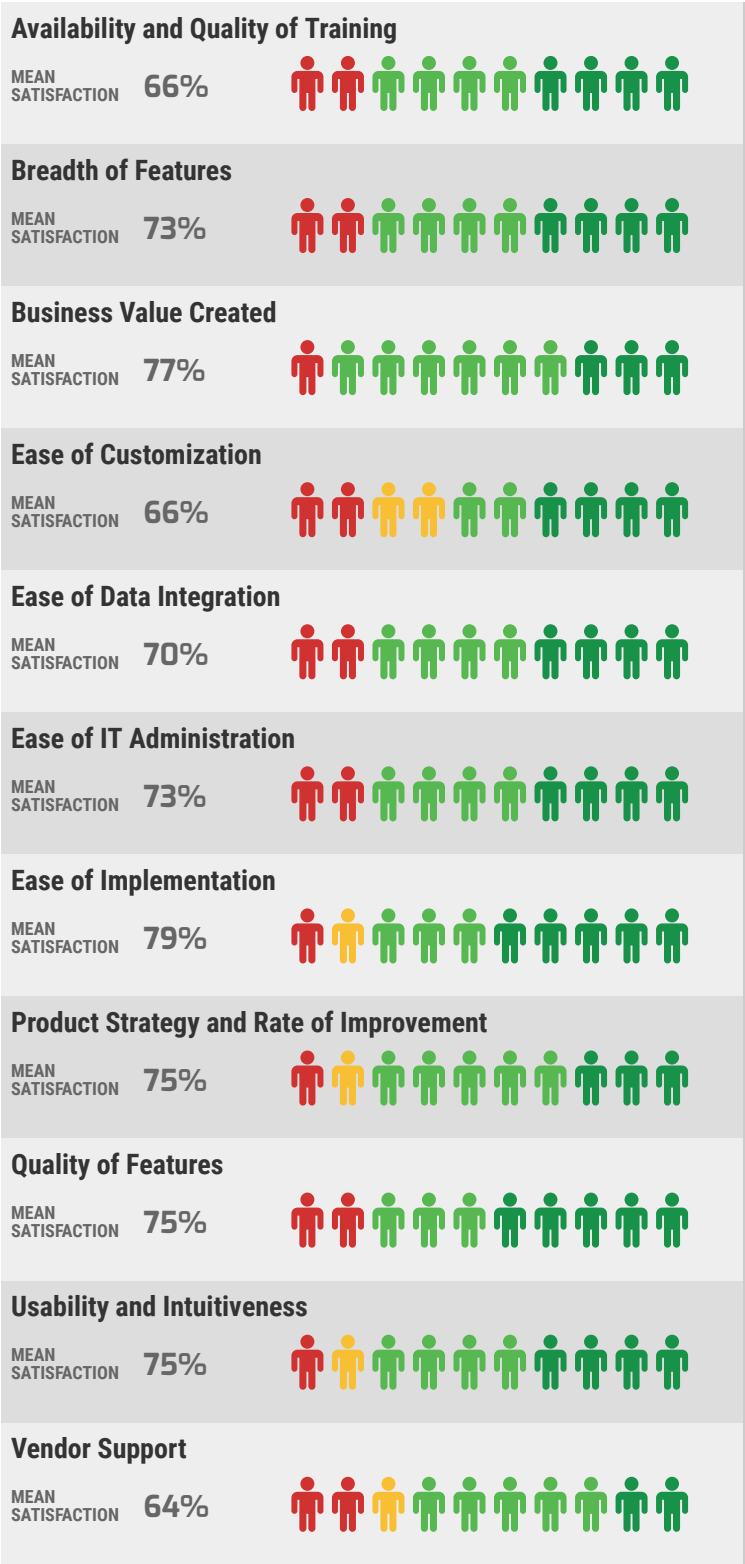 Availability and Quality of Training
MEAN
SATISFACTION 66%
Breadth of Features
MEAN
SATISFACTION 73%
Business Value Created
MEAN
SATISFACTION 77%
Ease of Customization
MEAN
SATISFACTION 66%
Ease of Data Integration
MEAN
SATISFACTION 70%
Ease of IT Administration
MEAN
SATISFACTION 73%
Ease of Implementation
MEAN
SATISFACTION 79%
Product Strategy and Rate of Improvement
MEAN
SATISFACTION 75%
Quality of Features
MEAN
SATISFACTION 75%
Usability and Intuitiveness
MEAN
SATISFACTION 75%
Vendor Support
MEAN
SATISFACTION 64%